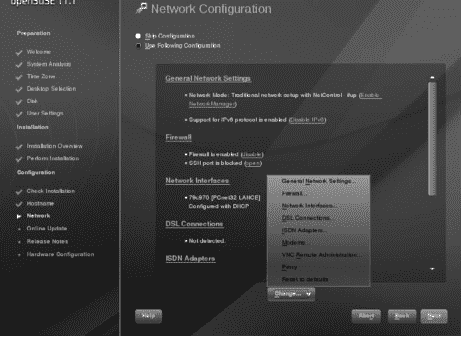 openSUSE 11.1
Preparation
Welcome
System Analysis
Time Zone
Desktop Selection
Disk
User Settings
Installation
Installation Overview
Perform Installation
Configuration
Check Installation
Hostname
Network
Online Update
Release Notes
Hardware Configuration
Network Configuration
Skip Configuration
Use Following Configuration
General Network Settings
Network Mode: Traditional network setup with NetControl - ifup (Enable
NetworkManager)
Support for IPv6 protocol is enabled (Disable IPv6)
Firewall
Firewall is enabled (disable)
SSH port is blocked (open)
Network Interfaces
79c970 [PCnet32 LANCE]
Configured with DHCP
DSL Connections
Not detected.
ISDN Adapters
General Network Settings...
Firewall...
Network Interfaces...
DSL Connections...
ISDN Adapters...
Modems...
VNC Remote Administration...
Proxy...
Reset to defaults
Change...
Help
Abort
Back
Next